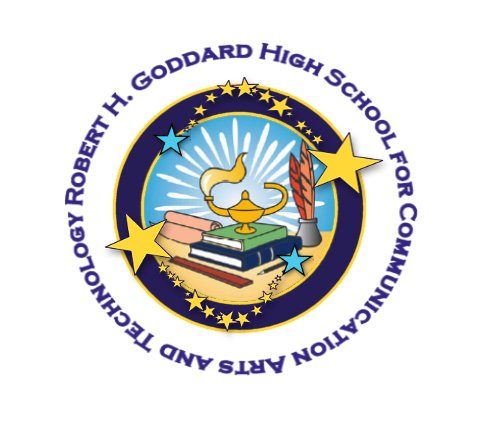 Robert H. Goddard High School for Communication Arts and Technology